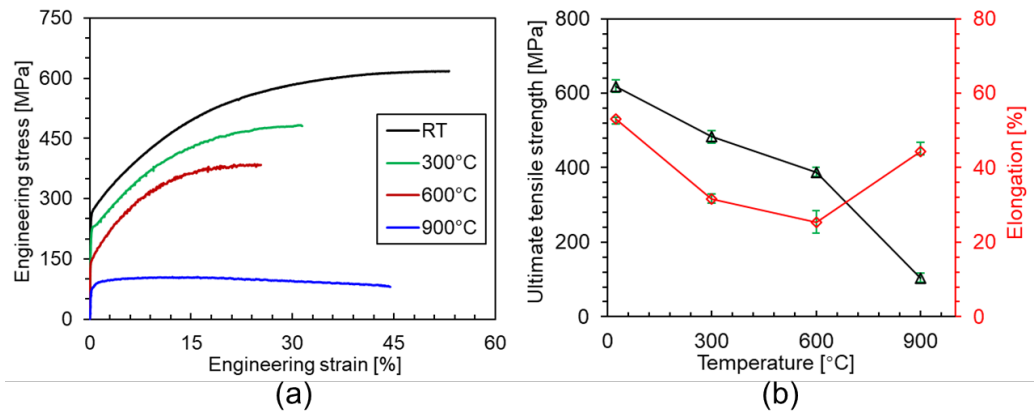 750
600
450
300
150
0
0
15
30
45
60
Engineering stress [MPa]
Engineering strain [%]
RT
300°C
600°C
900°C
(a)
800
600
400
200
0
0
300
600
900
80
60
40
20
0
Ultimate tensile strength [MPa]
Temperature [°C]
Elongation [%]
(b)